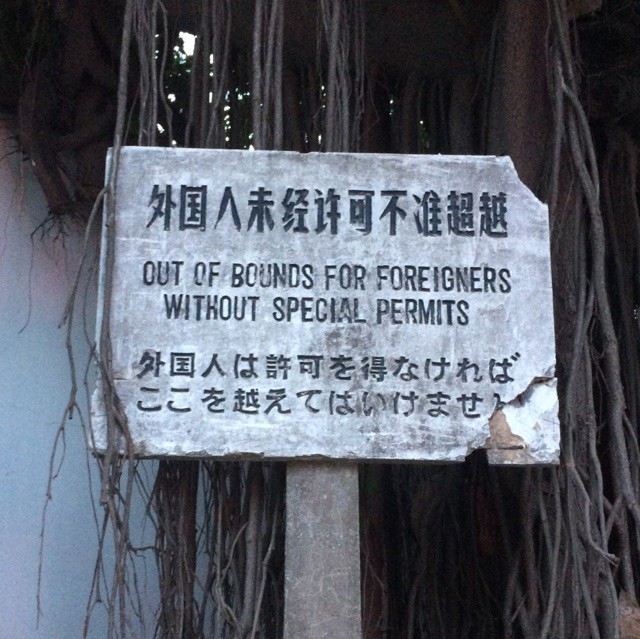 外国人未经许可不准超越
OUT OF BOUNDS FOR FOREIGNERS
WITHOUT SPECIAL PERMITS
外国人は許可を得なければ
ここを越えてはいけません